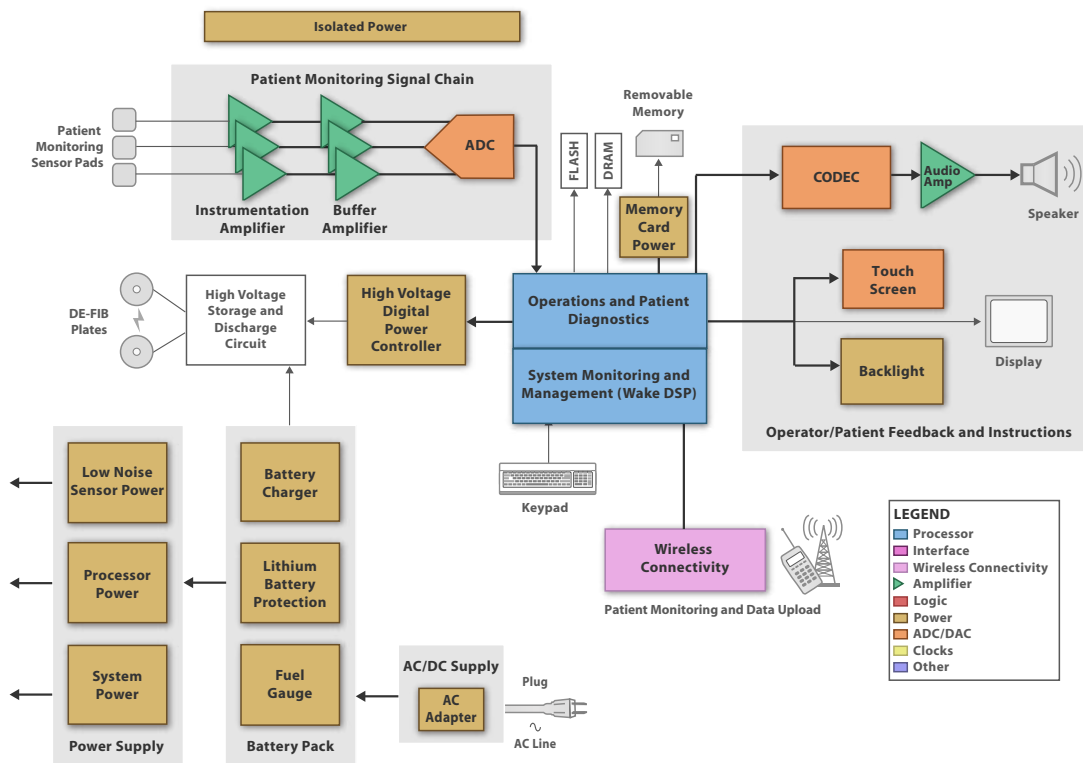 Isolated Power
Patient Monitoring Signal Chain
Patient
Monitoring
Sensor Pads
ADC
Instrumentation
Amplifier
Buffer
Amplifier
FLASH
DRAM
Removable
Memory
Memory
Card
Power
CODEC
Audio
Amp
Speaker
Touch
Screen
Display
Backlight
Operator/Patient Feedback and Instructions
DE-FIB
Plates
High Voltage
Storage and
Discharge
Circuit
High Voltage
Digital
Power
Controller
Operations and Patient
Diagnostics
System Monitoring and
Management (Wake DSP)
Keypad
Wireless
Connectivity
Patient Monitoring and Data Upload
Low Noise
Sensor Power
Processor
Power
System
Power
Power Supply
Battery
Charger
Lithium
Battery
Protection
Fuel
Gauge
Battery Pack
AC/DC Supply
AC
Adapter
Plug
AC Line
LEGEND
Processor
Interface
Wireless Connectivity
Amplifier
Logic
Power
ADC/DAC
Clocks
Other